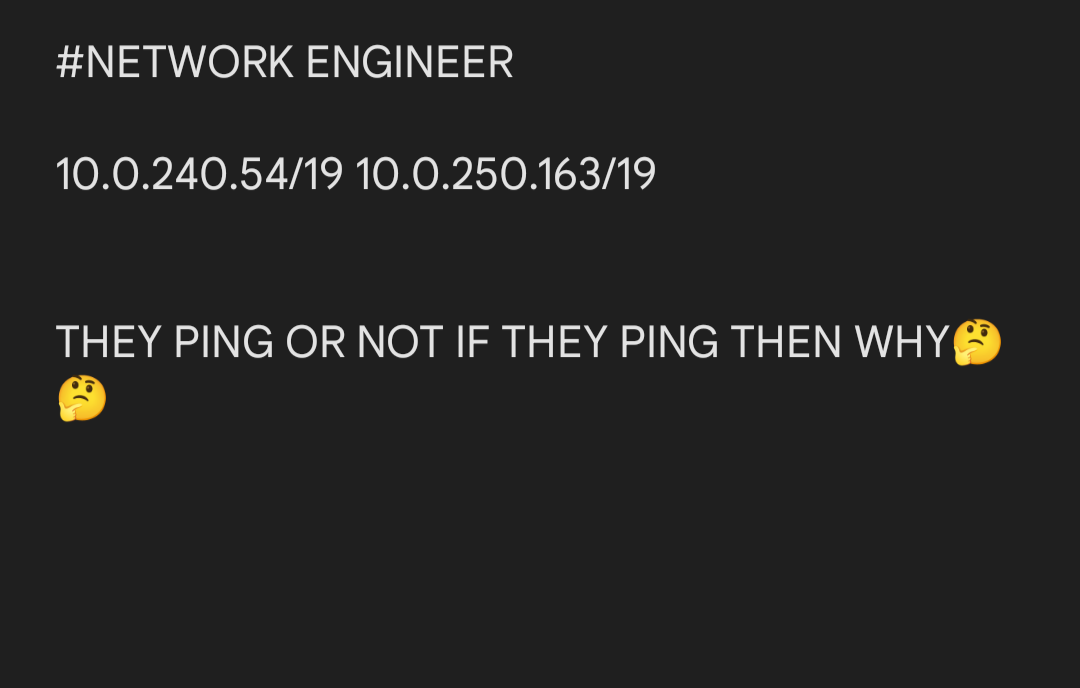 #NETWORK ENGINEER
10.0.240.54/19 10.0.250.163/19
THEY PING OR NOT IF THEY PING THEN WHY🤔
🤔